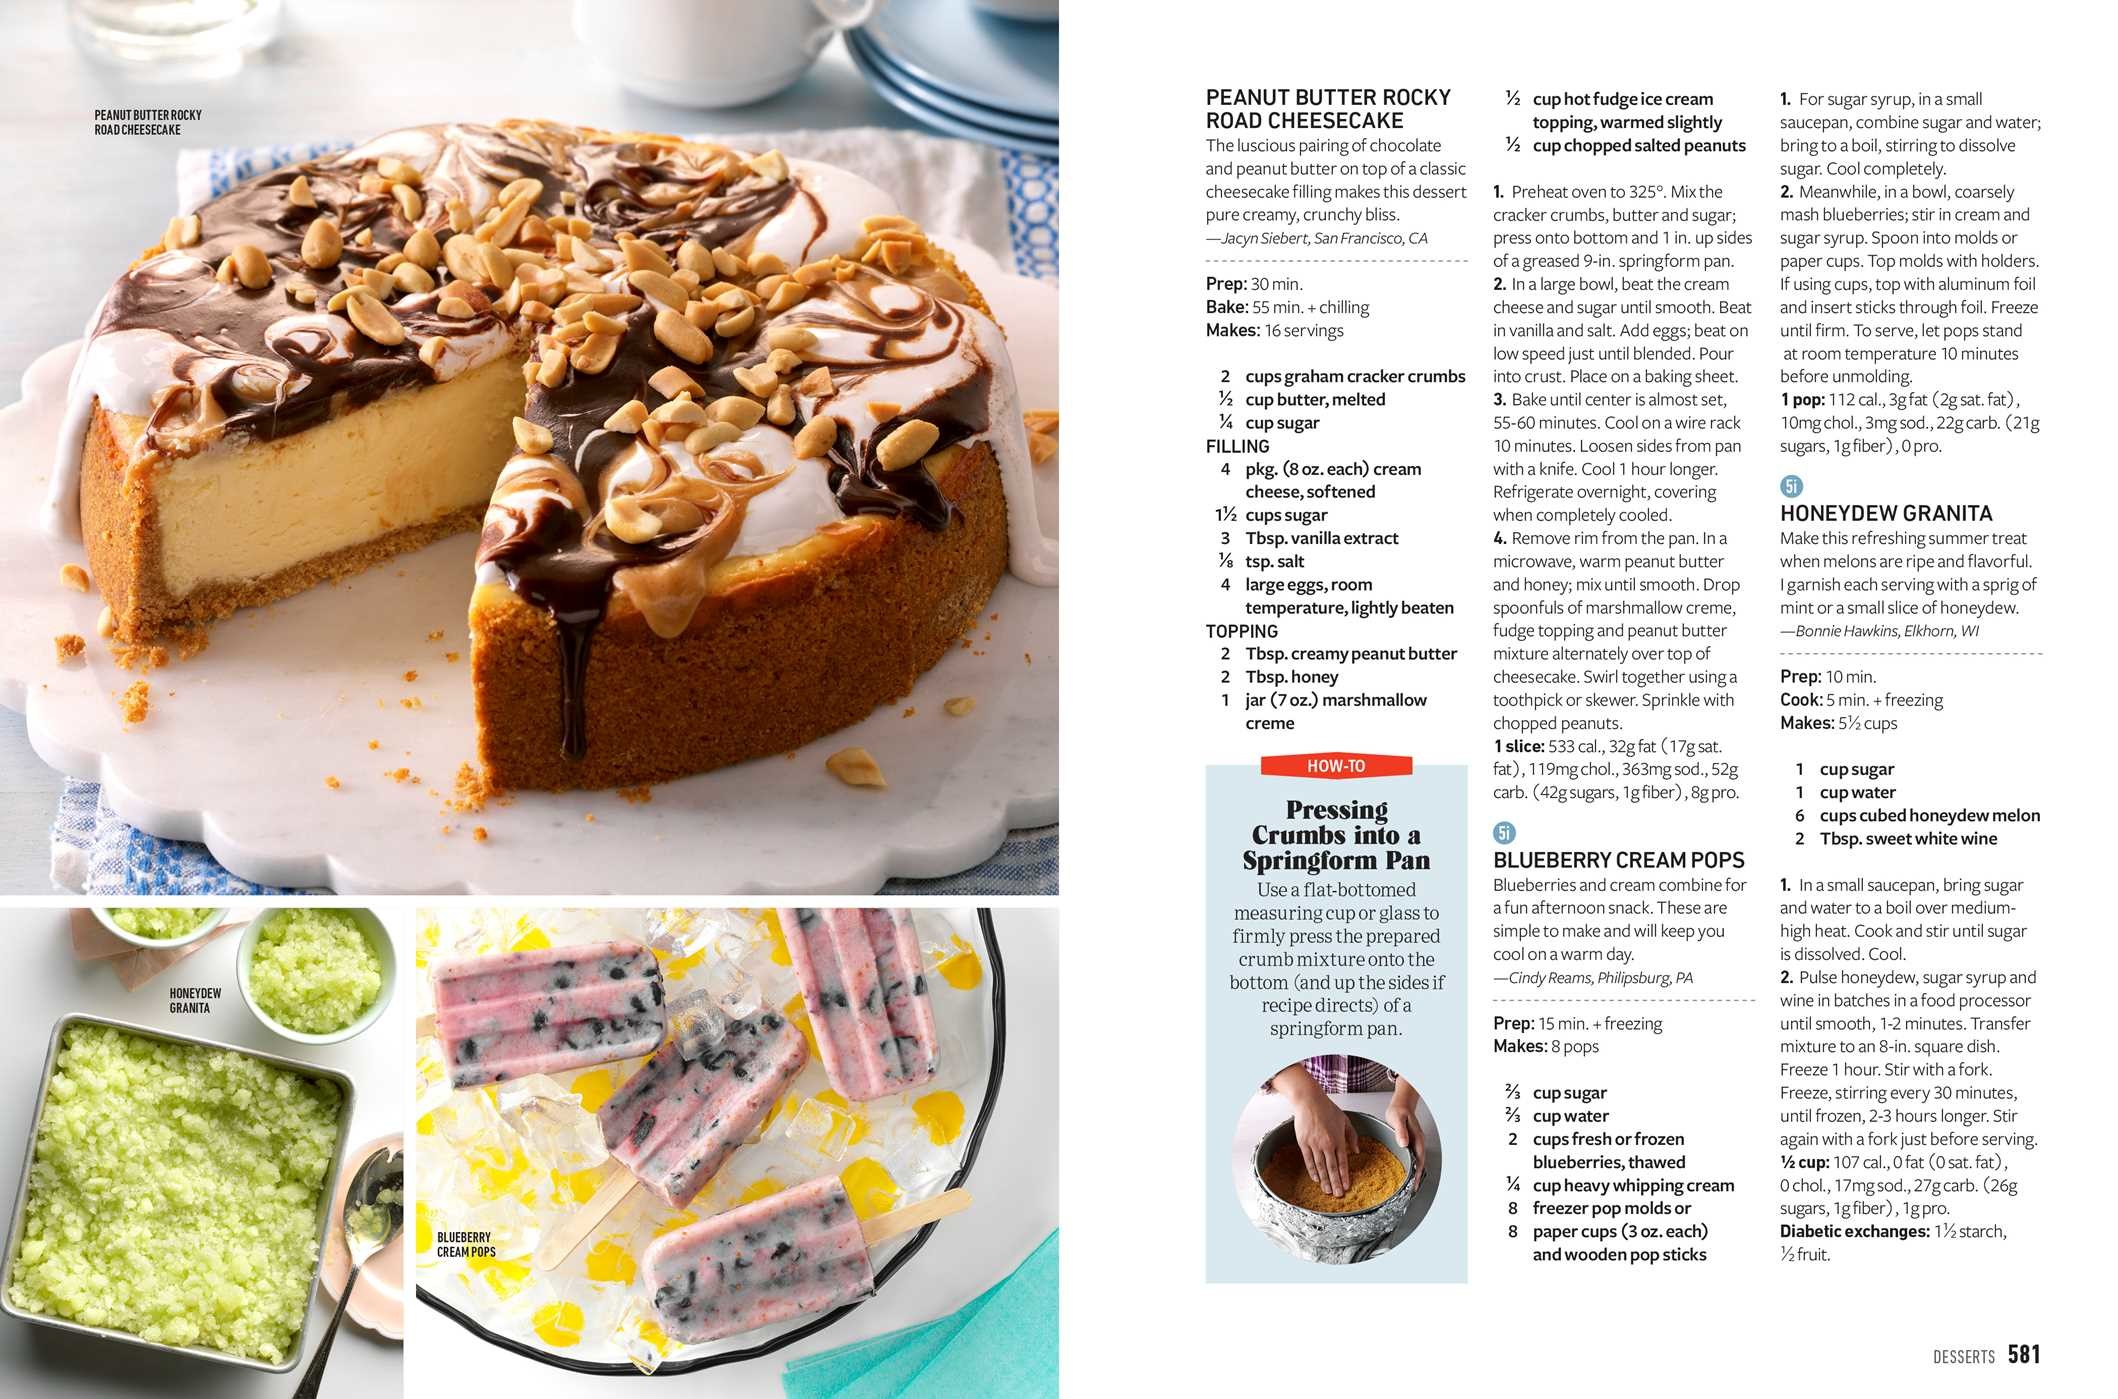 PEANUT BUTTER ROCKY
ROAD CHEESECAKE
HONEYDEW
GRANITA
BLUEBERRY
CREAM POPS
PEANUT BUTTER ROCKY
ROAD CHEESECAKE
The luscious pairing of chocolate
and peanut butter on top of a classic
cheesecake filling makes this dessert
pure creamy, crunchy bliss.
—Jacyn Siebert, San Francisco, CA
Prep: 30 min.
Bake: 55 min. + chilling
Makes: 16 servings
2 cups graham cracker crumbs
½ cup butter, melted
¼ cup sugar
FILLING
4 pkg. (8 oz. each) cream
cheese, softened
1½ cups sugar
3 Tbsp. vanilla extract
⅛ tsp. salt
4 large eggs, room
temperature, lightly beaten
TOPPING
2 Tbsp. creamy peanut butter
2 Tbsp. honey
1 jar (7 oz.) marshmallow
creme
HOW-TO
Pressing
Crumbs into a
Springform Pan
Use a flat-bottomed
measuring cup or glass to
firmly press the prepared
crumb mixture onto the
bottom (and up the sides if
recipe directs) of a
springform pan.
½ cup hot fudge ice cream
topping, warmed slightly
½ cup chopped salted peanuts
1. Preheat oven to 325°. Mix the
cracker crumbs, butter and sugar;
press onto bottom and 1 in. up sides
of a greased 9-in. springform pan.
2. In a large bowl, beat the cream
cheese and sugar until smooth. Beat
in vanilla and salt. Add eggs; beat on
low speed just until blended. Pour
into crust. Place on a baking sheet.
3. Bake until center is almost set,
55-60 minutes. Cool on a wire rack
10 minutes. Loosen sides from pan
with a knife. Cool 1 hour longer.
Refrigerate overnight, covering
when completely cooled.
4. Remove rim from the pan. In a
microwave, warm peanut butter
and honey; mix until smooth. Drop
spoonfuls of marshmallow creme,
fudge topping and peanut butter
mixture alternately over top of
cheesecake. Swirl together using a
toothpick or skewer. Sprinkle with
chopped peanuts.
1 slice: 533 cal., 32g fat (17g sat.
fat), 119mg chol., 363mg sod., 52g
carb. (42g sugars, 1g fiber), 8g pro.
5i
BLUEBERRY CREAM POPS
Blueberries and cream combine for
a fun afternoon snack. These are
simple to make and will keep you
cool on a warm day.
—Cindy Reams, Philipsburg, PA
Prep: 15 min. + freezing
Makes: 8 pops
⅔ cup sugar
⅔ cup water
2 cups fresh or frozen
blueberries, thawed
¼ cup heavy whipping cream
8 freezer pop molds or
8 paper cups (3 oz. each)
and wooden pop sticks
1. For sugar syrup, in a small
saucepan, combine sugar and water;
bring to a boil, stirring to dissolve
sugar. Cool completely.
2. Meanwhile, in a bowl, coarsely
mash blueberries; stir in cream and
sugar syrup. Spoon into molds or
paper cups. Top molds with holders.
If using cups, top with aluminum foil
and insert sticks through foil. Freeze
until firm. To serve, let pops stand
at room temperature 10 minutes
before unmolding.
1 pop: 112 cal., 3g fat (2g sat. fat),
10mg chol., 3mg sod., 22g carb. (21g
sugars, 1g fiber), 0 pro.
5i
HONEYDEW GRANITA
Make this refreshing summer treat
when melons are ripe and flavorful.
I garnish each serving with a sprig of
mint or a small slice of honeydew.
—Bonnie Hawkins, Elkhorn, WI
Prep: 10 min.
Cook: 5 min. + freezing
Makes: 5½ cups
1 cup sugar
1 cup water
6 cups cubed honeydew melon
2 Tbsp. sweet white wine
1. In a small saucepan, bring sugar
and water to a boil over medium-
high heat. Cook and stir until sugar
is dissolved. Cool.
2. Pulse honeydew, sugar syrup and
wine in batches in a food processor
until smooth, 1-2 minutes. Transfer
mixture to an 8-in. square dish.
Freeze 1 hour. Stir with a fork.
Freeze, stirring every 30 minutes,
until frozen, 2-3 hours longer. Stir
again with a fork just before serving.
½ cup: 107 cal., 0 fat (0 sat. fat),
0 chol., 17mg sod., 27g carb. (26g
sugars, 1g fiber), 1g pro.
Diabetic exchanges: 1½ starch,
½ fruit.
DESSERTS 581